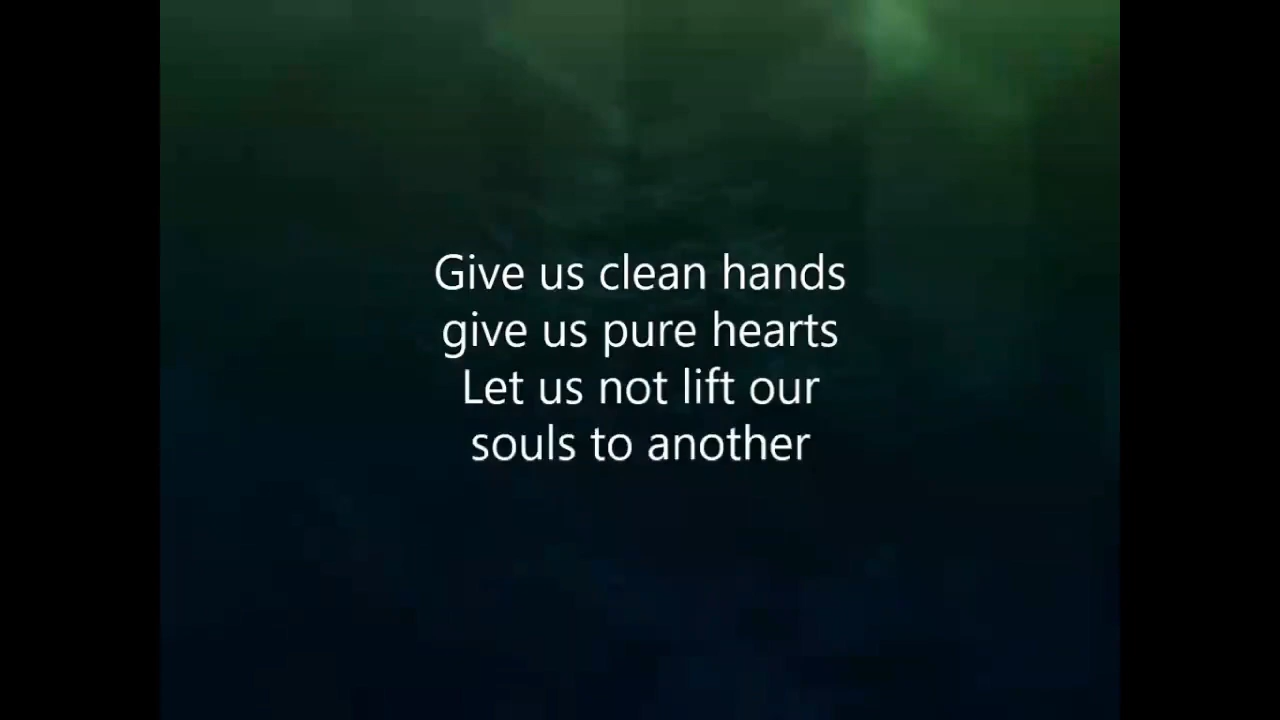 Give us clean hands
give us pure hearts
Let us not lift our
souls to another